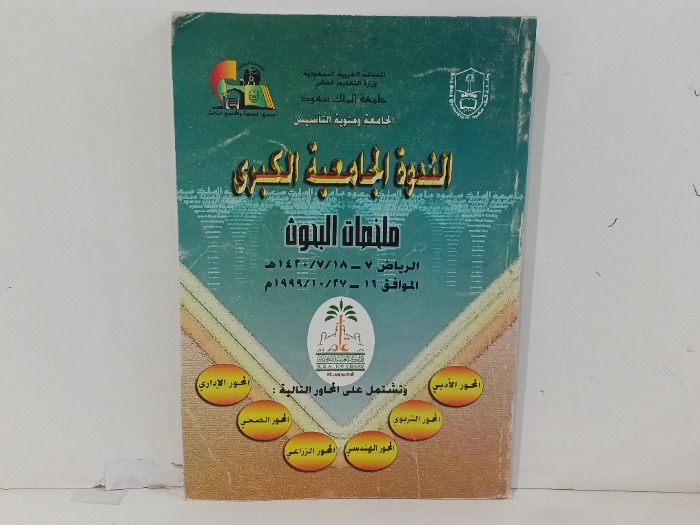 المملكة العربية السعودية
وزارة التعليم العالي
جامعة الملك سعود
الجامعة ومئوية التأسيس
الندوة الجامعية الكبرى
ملخصات البحوث
الرياض ٧ – ١٤٢٠/٧/١٨هـ
الموافق ١٦ – ١٩٩٩/١٠/٢٧م
K.S.A. 100 YEARS
وتشتمل على المحاور التالية :
المحور الأدبي
المحور الإداري
المحور التربوي
المحور الصحي
المحور الهندسي
المحور الزراعي